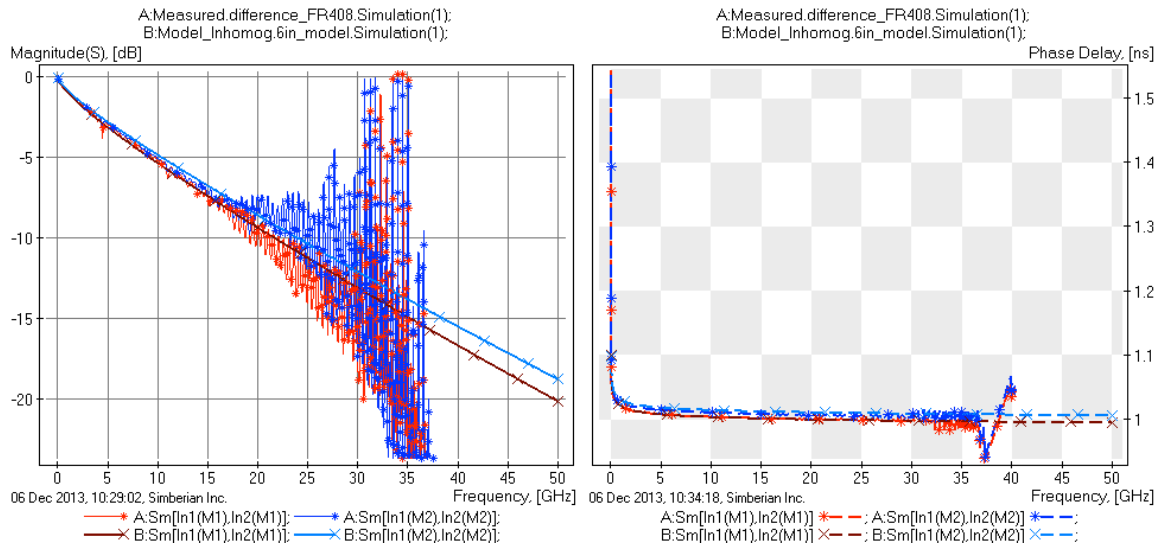 A:Measured.difference_FR408.Simulation(1);
B:Model_Inhomog.6in_model.Simulation(1);
Magnitude(S), [dB]
0
-5
-10
-15
-20
0 5 10 15 20 25 30 35 40 45 50
06 Dec 2013, 10:29:02, Simberian Inc.
Frequency, [GHz]
A:Sm[In1(M1),In2(M1)]; A:Sm[In1(M2),In2(M2)];
B:Sm[In1(M1),In2(M1)]; B:Sm[In1(M2),In2(M2)];
A:Measured.difference_FR408.Simulation(1);
B:Model_Inhomog.6in_model.Simulation(1);
Phase Delay, [ns]
1.5
1.4
1.3
1.2
1.1
1
0 5 10 15 20 25 30 35 40 45 50
06 Dec 2013, 10:34:18, Simberian Inc.
Frequency, [GHz]
A:Sm[In1(M1),In2(M1)] ; A:Sm[In1(M2),In2(M2)] ;
B:Sm[In1(M1),In2(M1)] ; B:Sm[In1(M2),In2(M2)] ;